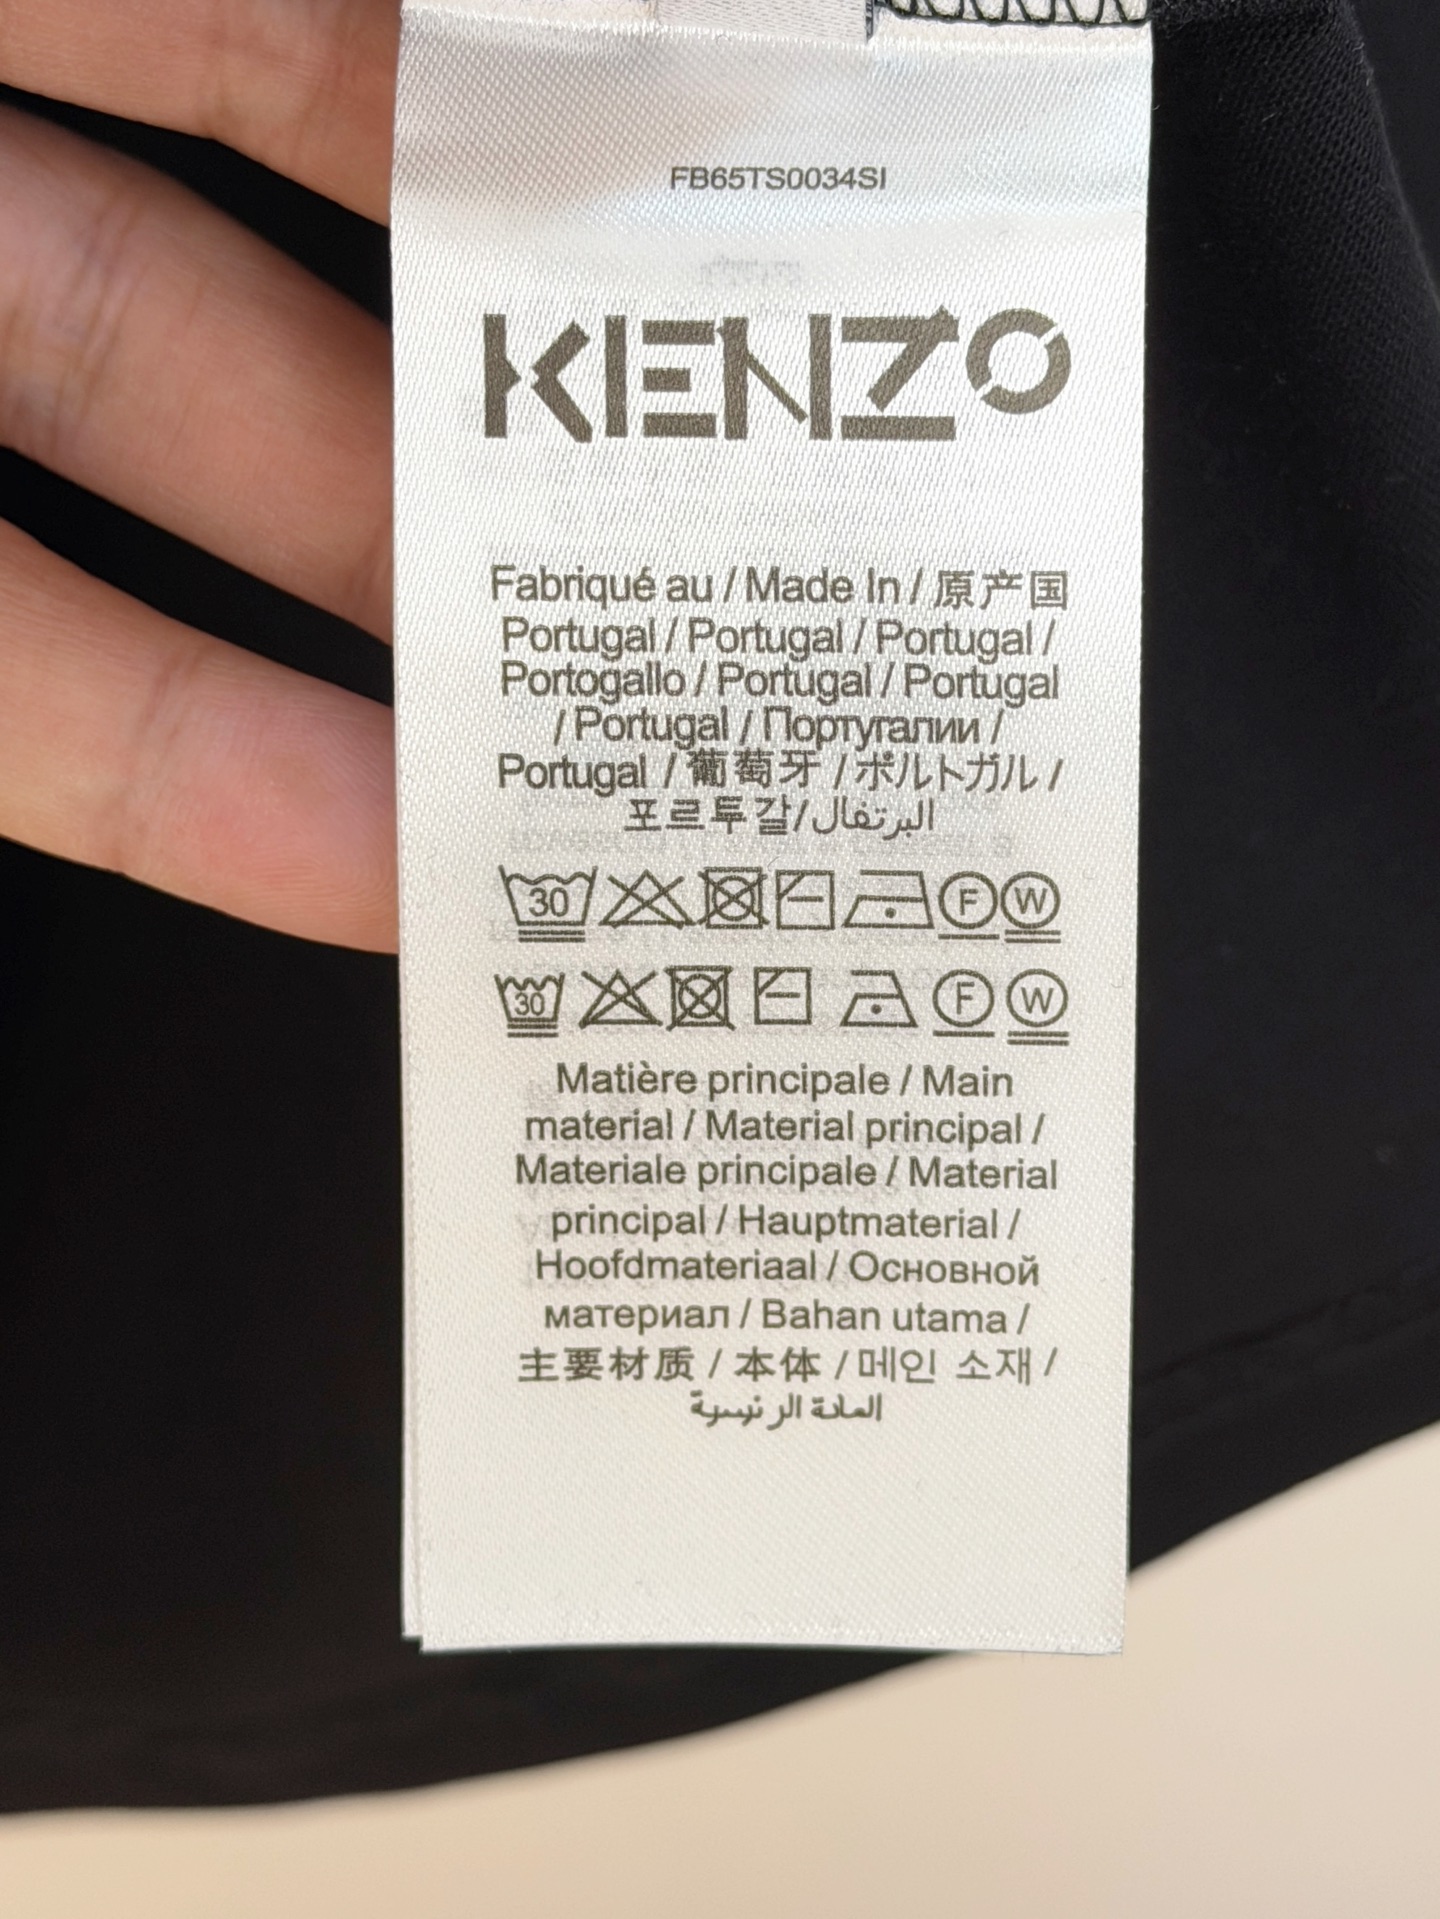 FB65TS0034SI
KENZO
Fabriqué au / Made In / 原产国
Portugal / Portugal / Portugal /
Portogallo / Portugal / Portugal
/ Portugal / Португалии /
Portugal / 葡萄牙 / ポルトガル /
포르투갈/البرتغال
30 F W
30 F W
Matière principale / Main
material / Material principal /
Materiale principale / Material
principal / Hauptmaterial /
Hoofdmateriaal / Основной
материал / Bahan utama /
主要材质 / 本体 / 메인 소재 /
المادة الرئيسية